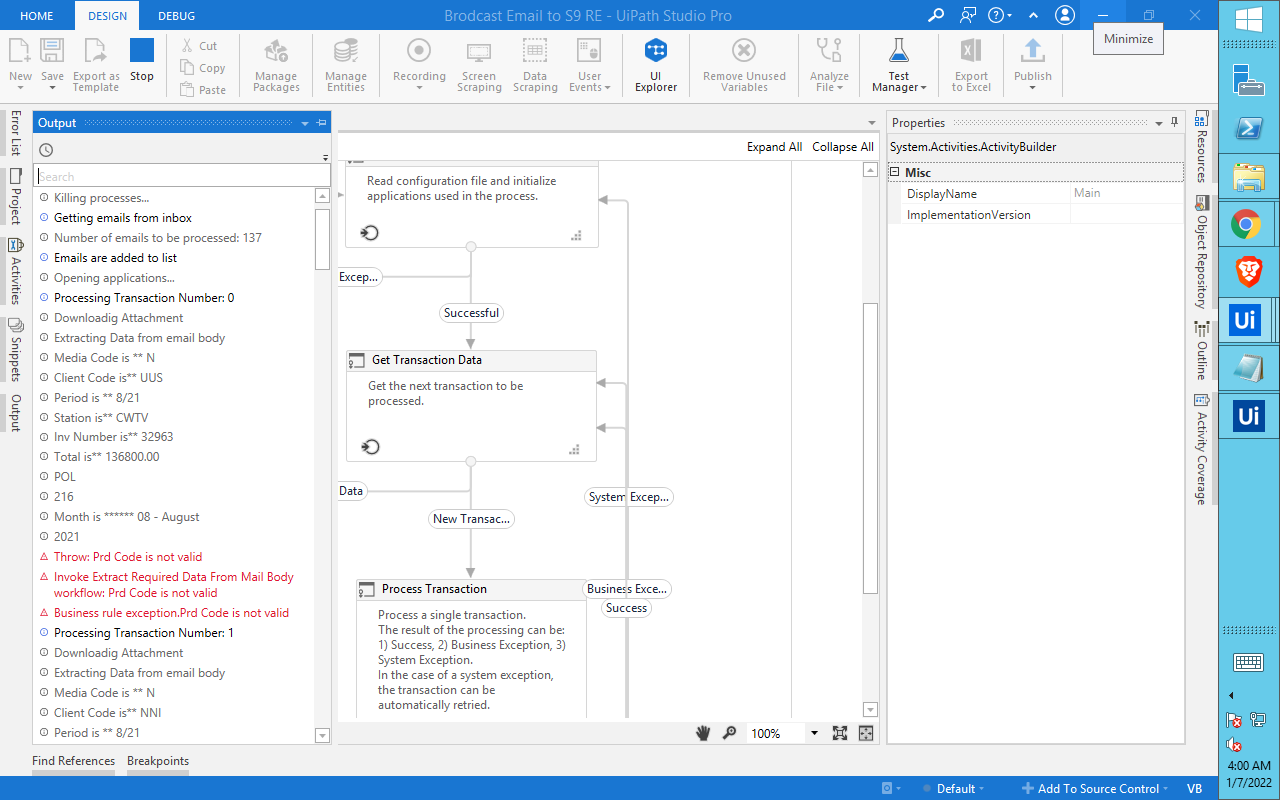 HOME
DESIGN
DEBUG
Brodcast Email to S9 RE - UiPath Studio Pro
Minimize
New
Save
Export as
Template
Stop
Cut
Copy
Paste
Manage
Packages
Manage
Entities
Recording
Screen
Scraping
Data
Scraping
User
Events
UI
Explorer
Remove Unused
Variables
Analyze
File
Test
Manager
Export
to Excel
Publish
Error List
Project
Activities
Snippets
Output
Output
Search
Killing processes...
Getting emails from inbox
Number of emails to be processed: 137
Emails are added to list
Opening applications...
Processing Transaction Number: 0
Downloadig Attachment
Extracting Data from email body
Media Code is ** N
Client Code is** UUS
Period is ** 8/21
Station is** CWTV
Inv Number is** 32963
Total is** 136800.00
POL
216
Month is ****** 08 - August
2021
Throw: Prd Code is not valid
Invoke Extract Required Data From Mail Body
workflow: Prd Code is not valid
Business rule exception.Prd Code is not valid
Processing Transaction Number: 1
Downloadig Attachment
Extracting Data from email body
Media Code is ** N
Client Code is** NNI
Period is ** 8/21
Expand All
Collapse All
Read configuration file and initialize
applications used in the process.
Excep...
Successful
Get Transaction Data
Get the next transaction to be
processed.
Data
System Excep...
New Transac...
Process Transaction
Business Exce...
Success
Process a single transaction.
The result of the processing can be:
1) Success, 2) Business Exception, 3)
System Exception.
In the case of a system exception,
the transaction can be
automatically retried.
100%
Properties
System.Activities.ActivityBuilder
Misc
DisplayName
Main
ImplementationVersion
Resources
Object Repository
Outline
Activity Coverage
Find References
Breakpoints
Default
Add To Source Control
VB
Ui
Ui
4:00 AM
1/7/2022